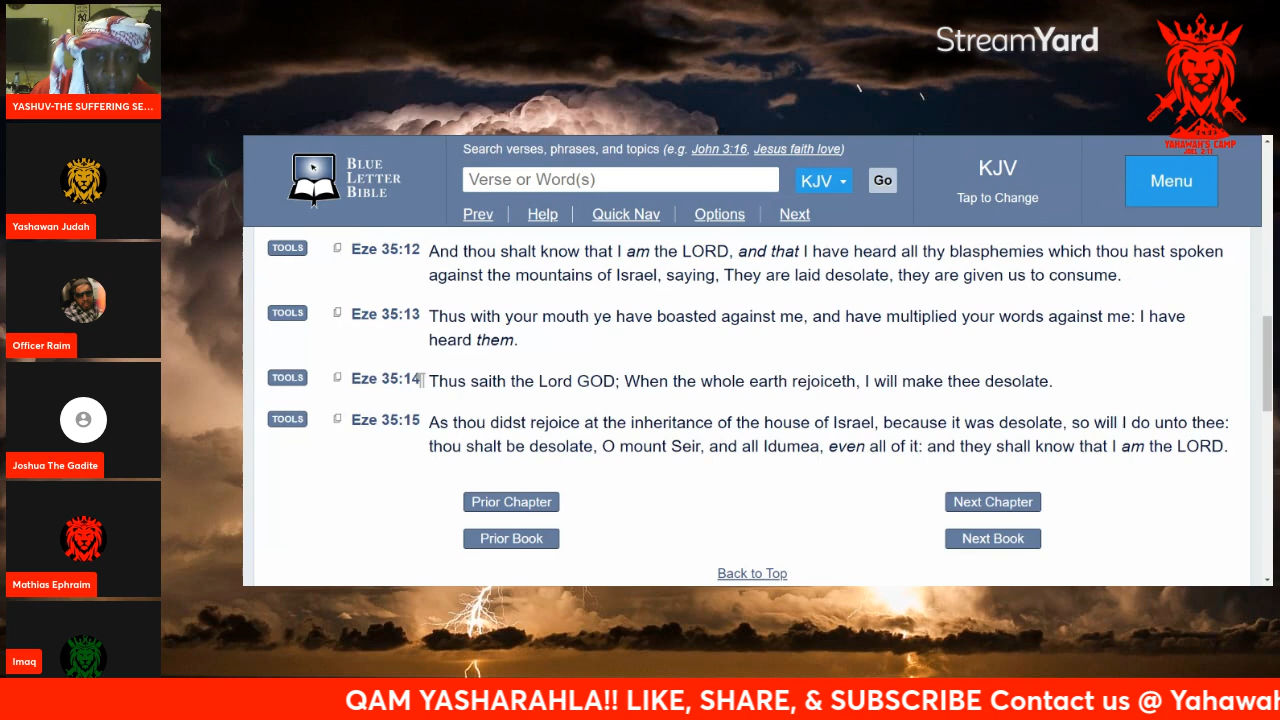 StreamYard
YAHAWAH'S CAMP
JOEL 2:11
YASHUV-THE SUFFERING SE...
Yashawan Judah
Officer Raim
Joshua The Gadite
Mathias Ephraim
Imaq
BLUE
LETTER
BIBLE
Search verses, phrases, and topics (e.g. John 3:16, Jesus faith love)
Verse or Word(s)
KJV
Go
Prev
Help
Quick Nav
Options
Next
KJV
Tap to Change
Menu
TOOLS Eze 35:12 And thou shalt know that I am the LORD, and that I have heard all thy blasphemies which thou hast spoken
against the mountains of Israel, saying, They are laid desolate, they are given us to consume.
TOOLS Eze 35:13 Thus with your mouth ye have boasted against me, and have multiplied your words against me: I have
heard them.
TOOLS Eze 35:14 ¶ Thus saith the Lord GOD; When the whole earth rejoiceth, I will make thee desolate.
TOOLS Eze 35:15 As thou didst rejoice at the inheritance of the house of Israel, because it was desolate, so will I do unto thee:
thou shalt be desolate, O mount Seir, and all Idumea, even all of it: and they shall know that I am the LORD.
Prior Chapter
Next Chapter
Prior Book
Next Book
Back to Top
QAM YASHARAHLA!! LIKE, SHARE, & SUBSCRIBE Contact us @ Yahawah